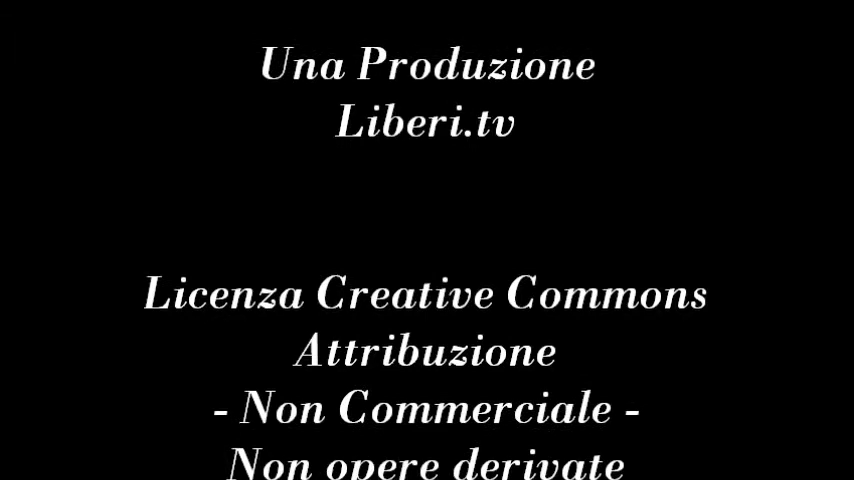 Una Produzione
Liberi.tv
Licenza Creative Commons
Attribuzione
- Non Commerciale -
Non opere derivate